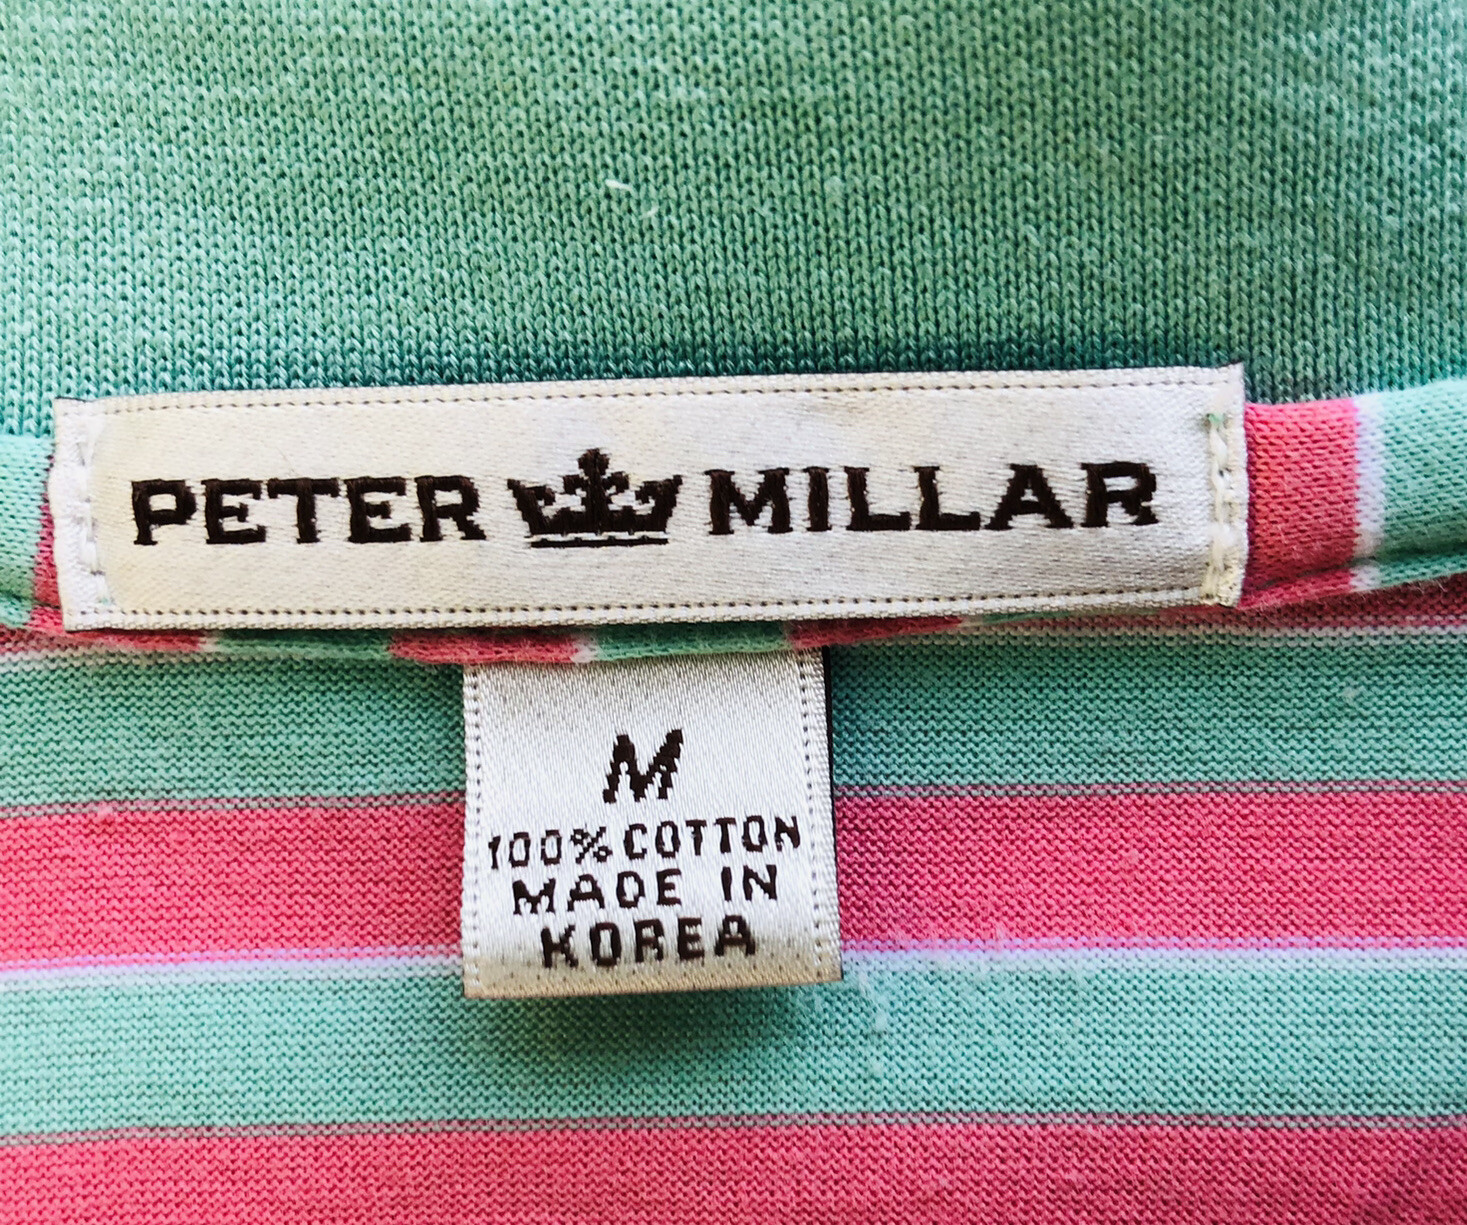 PETER MILLAR
M
100% COTTON
MADE IN
KOREA